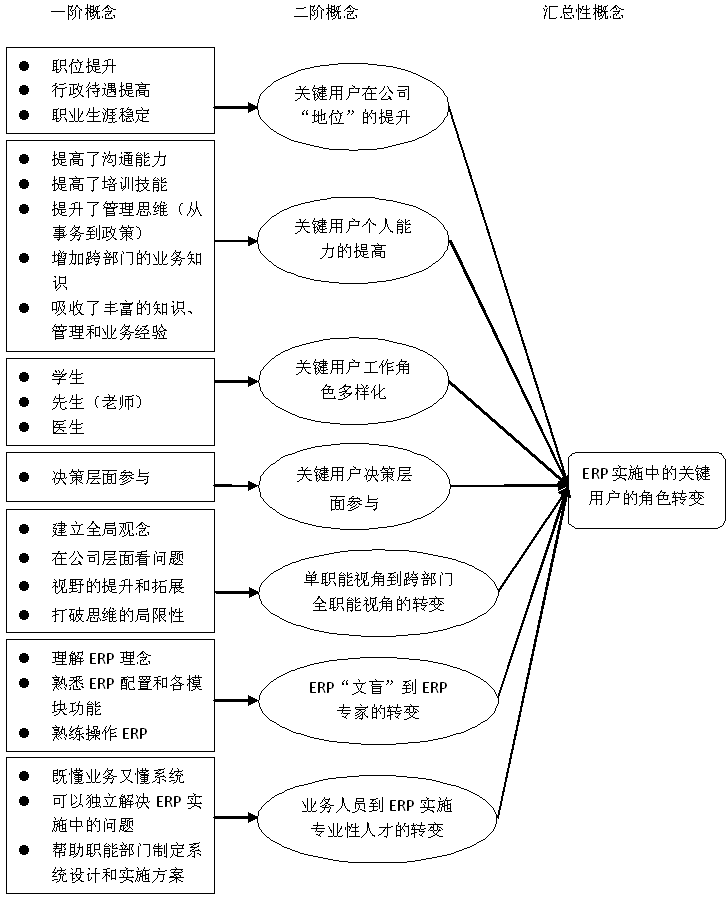 一阶概念
二阶概念
汇总性概念
● 职位提升
● 行政待遇提高
● 职业生涯稳定
关键用户在公司
“地位”的提升
● 提高了沟通能力
● 提高了培训技能
● 提升了管理思维（从
事务到政策）
● 增加跨部门的业务知
识
● 吸收了丰富的知识、
管理和业务经验
关键用户个人能
力的提高
● 学生
● 先生（老师）
● 医生
关键用户工作角
色多样化
● 决策层面参与
关键用户决策层
面参与
● 建立全局观念
● 在公司层面看问题
● 视野的提升和拓展
● 打破思维的局限性
单职能视角到跨部门
全职能视角的转变
● 理解 ERP 理念
● 熟悉 ERP 配置和各模
块功能
● 熟练操作 ERP
ERP“文盲”到 ERP
专家的转变
● 既懂业务又懂系统
● 可以独立解决 ERP 实
施中的问题
● 帮助职能部门制定系
统设计和实施方案
业务人员到 ERP 实施
专业性人才的转变
ERP 实施中的关键
用户的角色转变